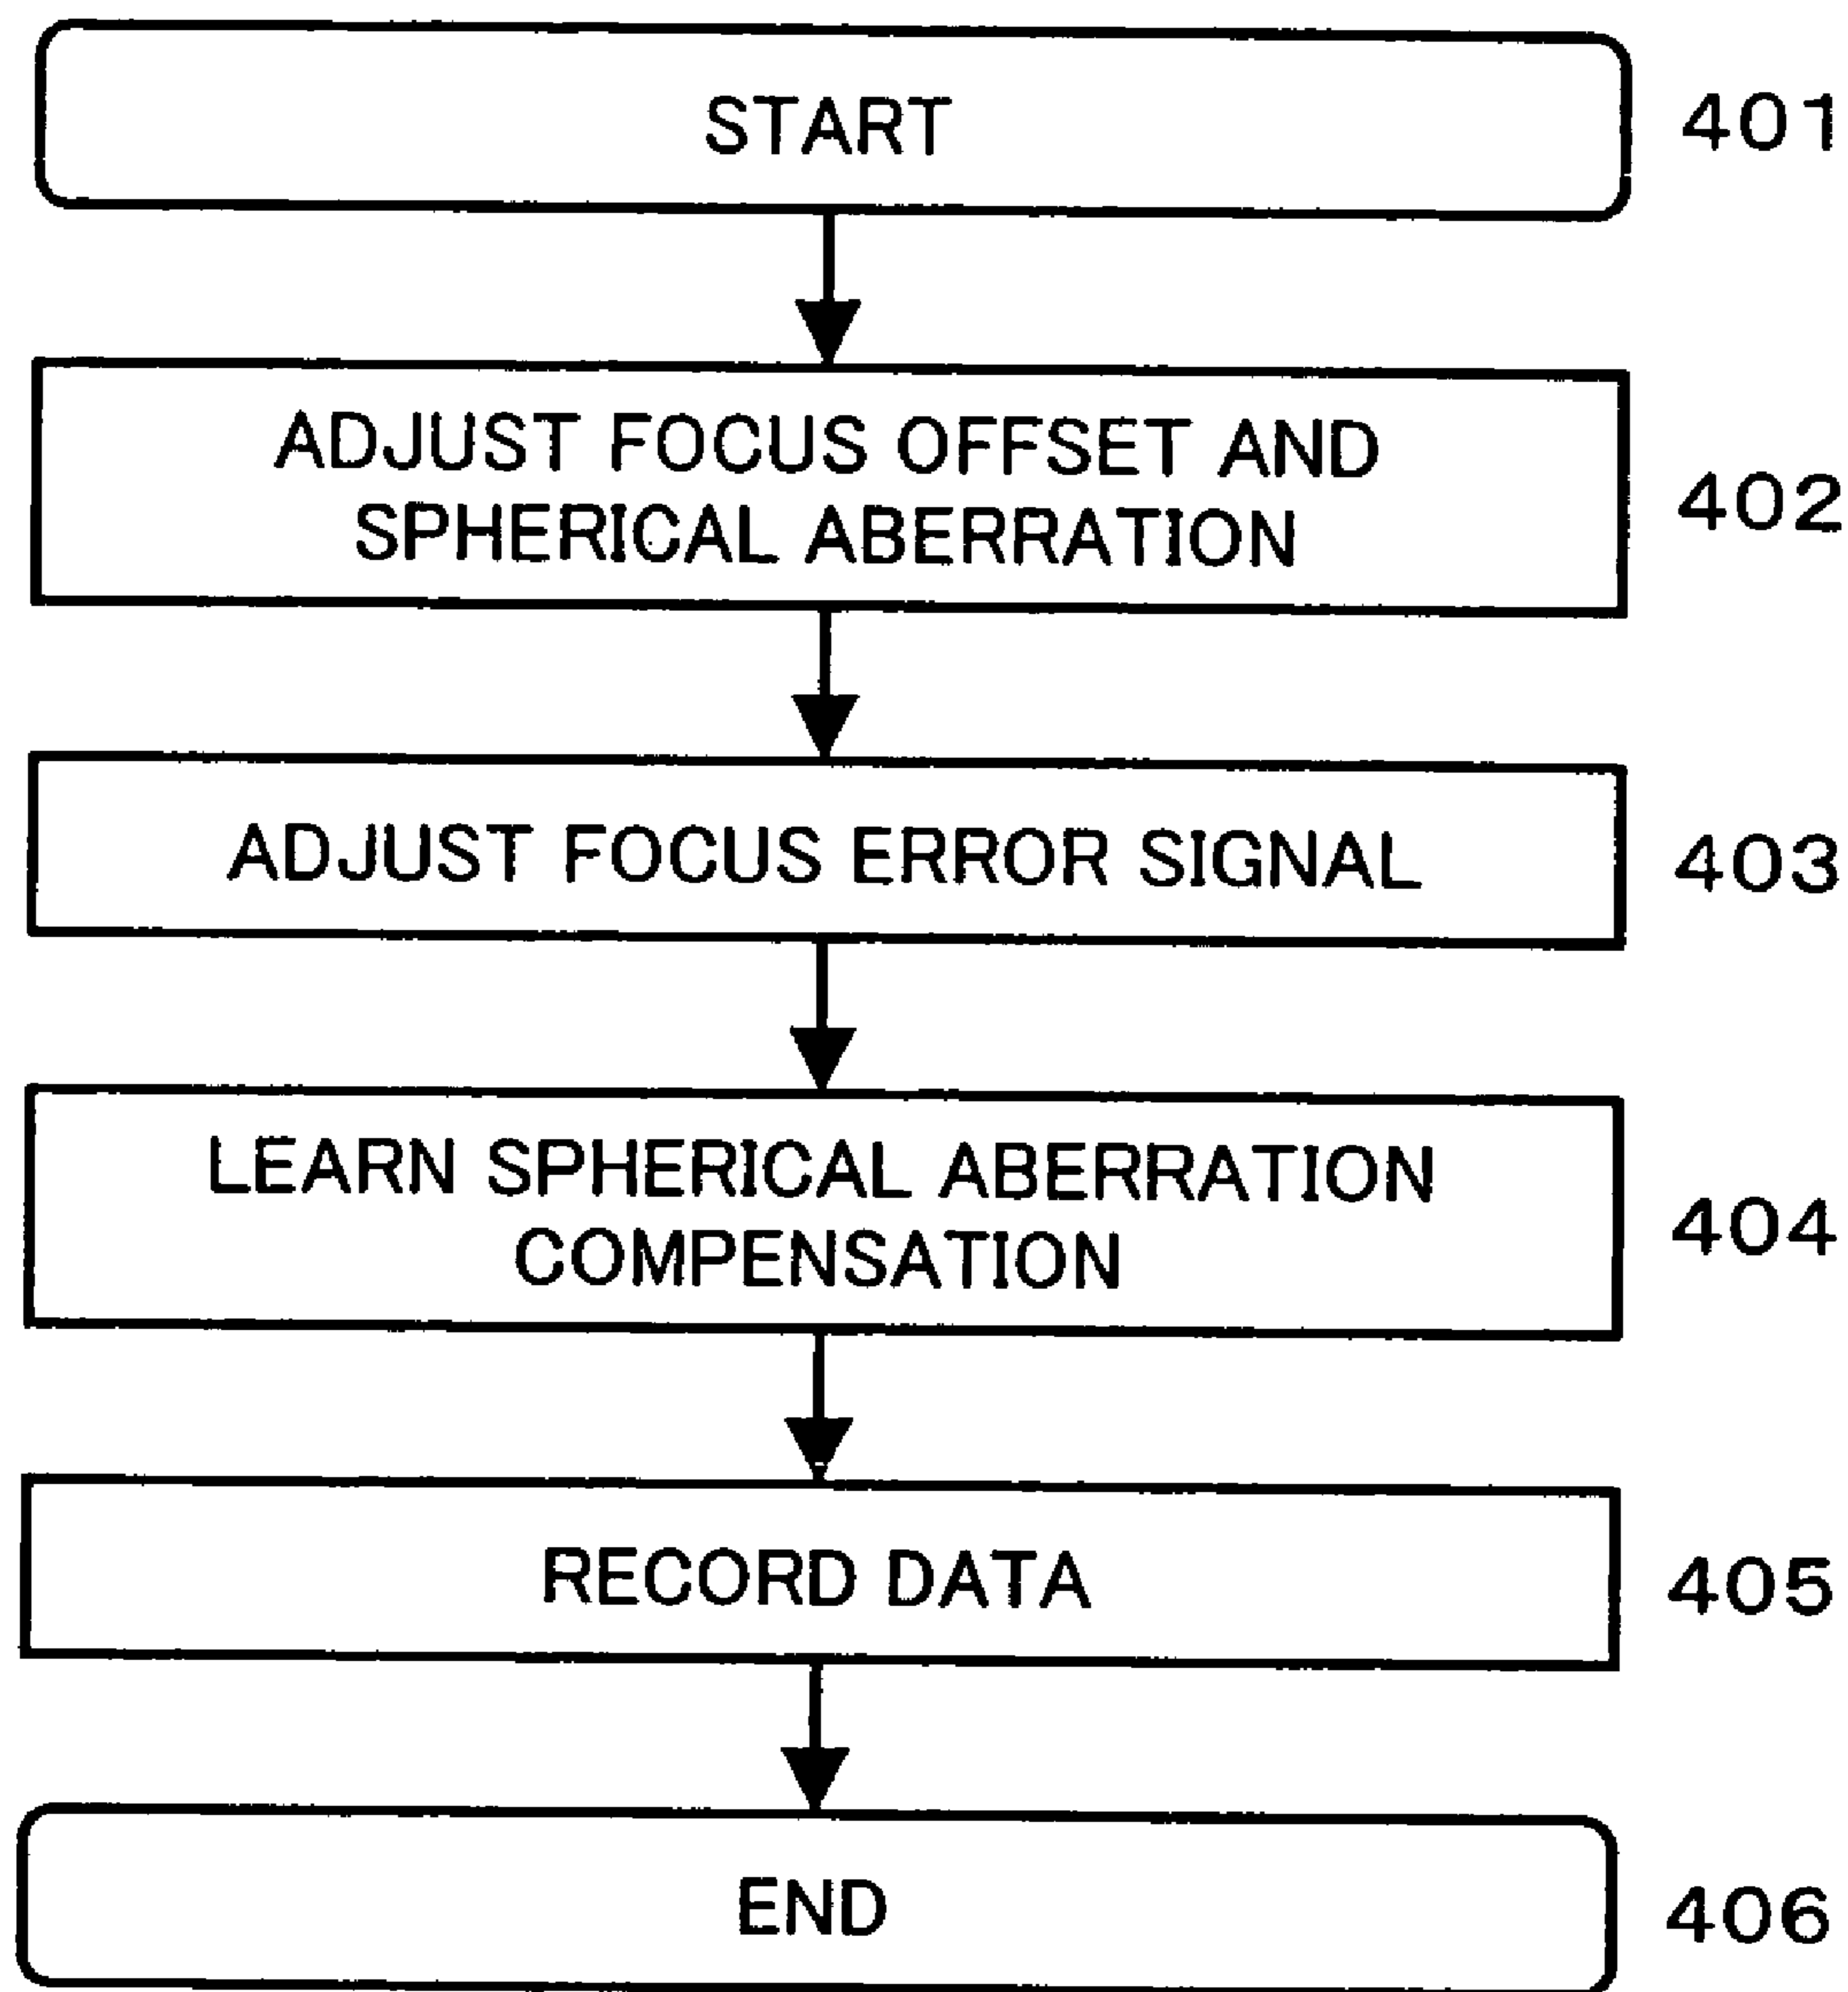 START 401
ADJUST FOCUS OFFSET AND
SPHERICAL ABERRATION
402
ADJUST FOCUS ERROR SIGNAL 403
LEARN SPHERICAL ABERRATION
COMPENSATION
404
RECORD DATA 405
END 406